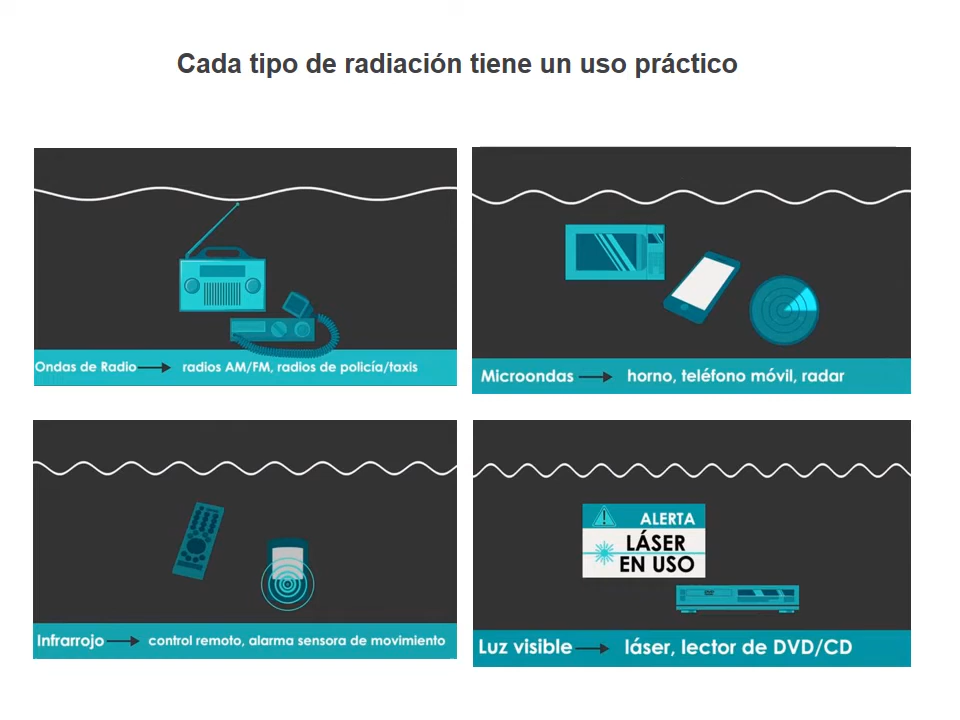 Cada tipo de radiación tiene un uso práctico
Ondas de Radio → radios AM/FM, radios de policía/taxis
Microondas → horno, teléfono móvil, radar
ALERTA
LÁSER
EN USO
Infrarrojo → control remoto, alarma sensora de movimiento
Luz visible → láser, lector de DVD/CD